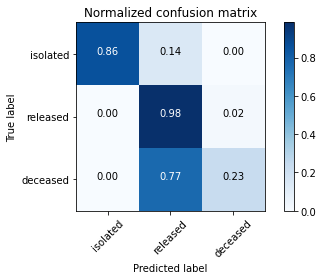 Normalized confusion matrix
True label
isolated 0.86 0.14 0.00
released 0.00 0.98 0.02
deceased 0.00 0.77 0.23
isolated released deceased
Predicted label
0.8
0.6
0.4
0.2
0.0